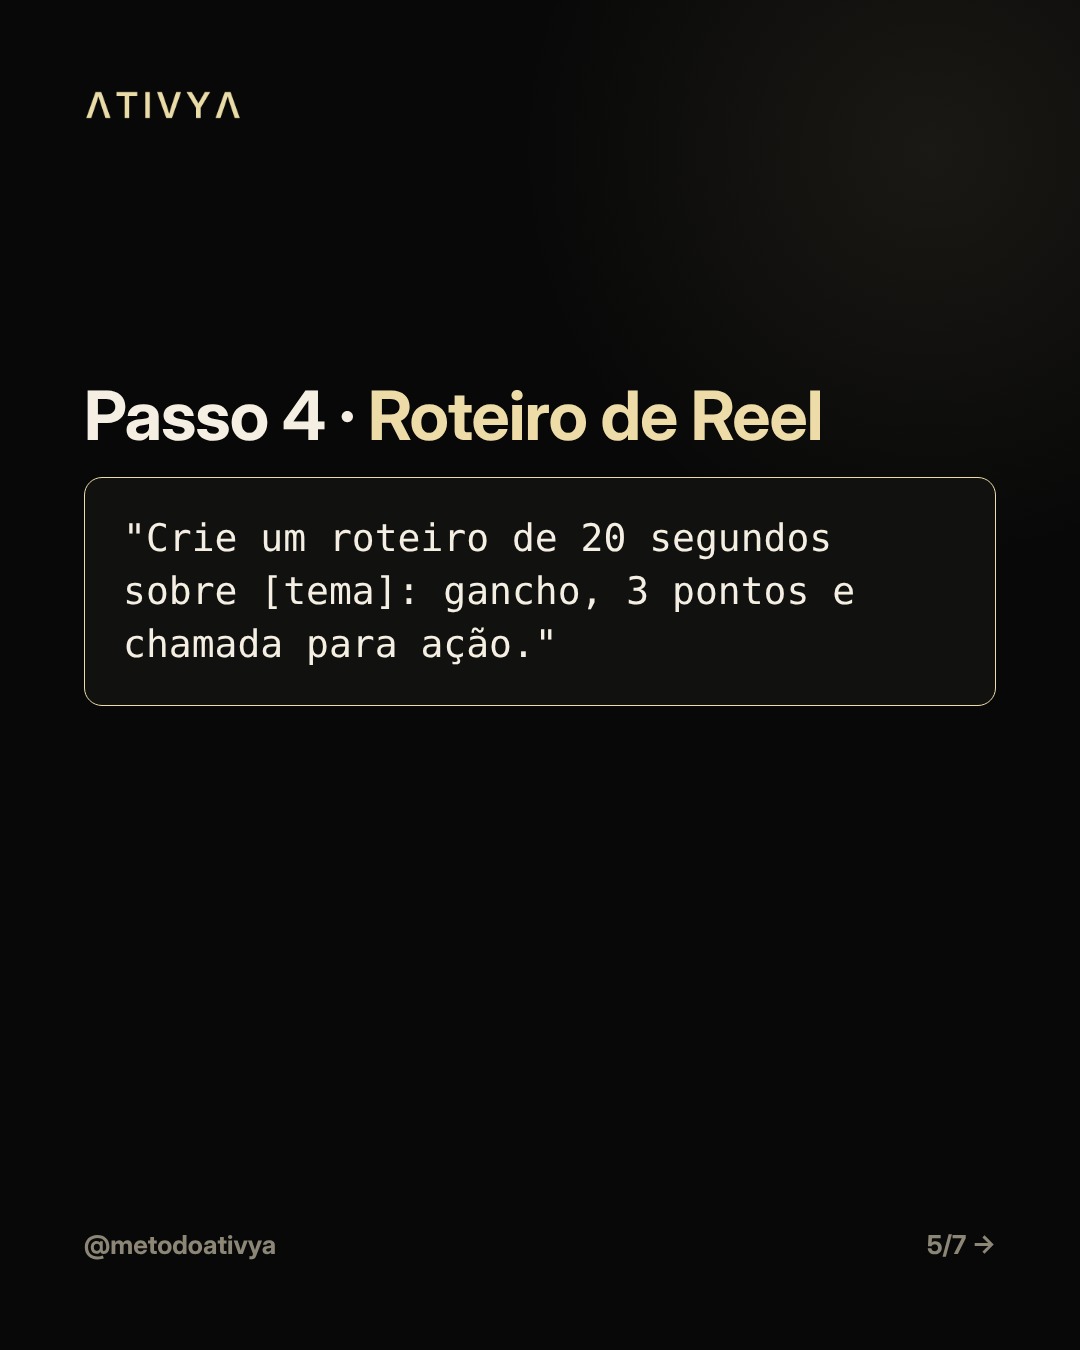 ATIVYA
Passo 4 · Roteiro de Reel
"Crie um roteiro de 20 segundos
sobre [tema]: gancho, 3 pontos e
chamada para ação."
@metodoativya
5/7 →